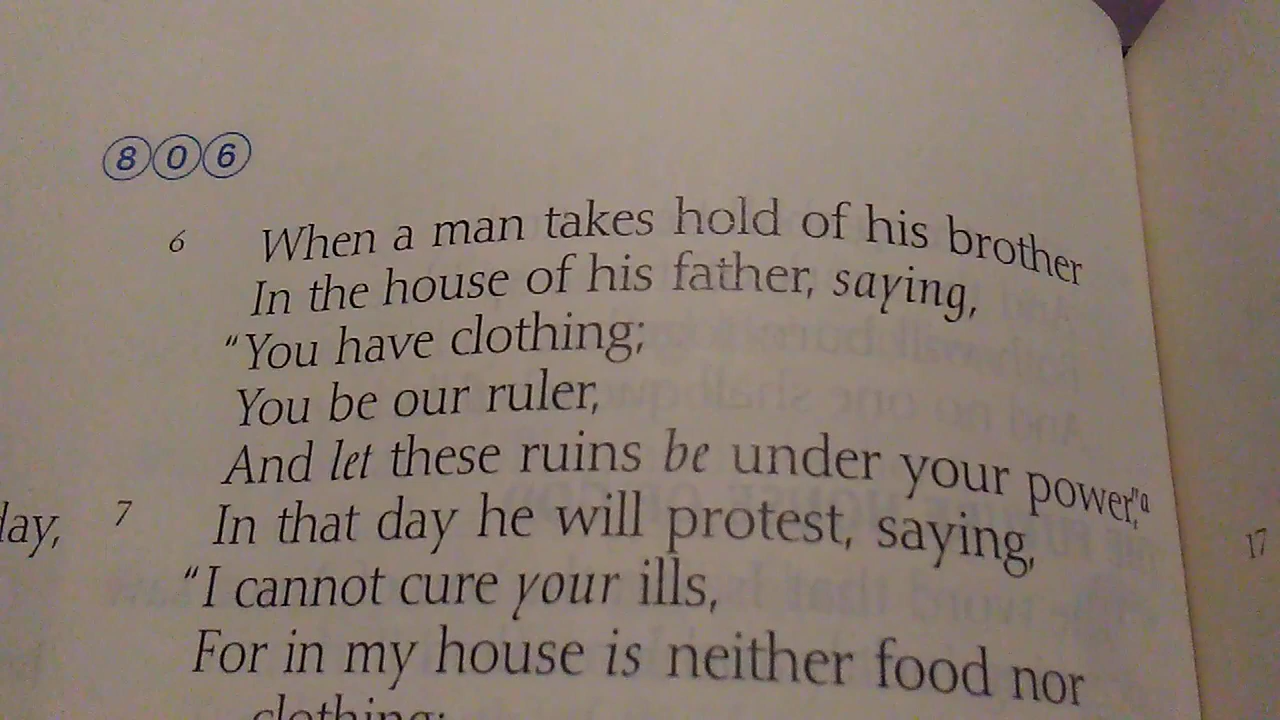 806
6 When a man takes hold of his brother
In the house of his father, saying,
“You have clothing;
You be our ruler,
And let these ruins be under your power,”a
day, 7 In that day he will protest, saying,
“I cannot cure your ills,
For in my house is neither food nor
clothing;
17